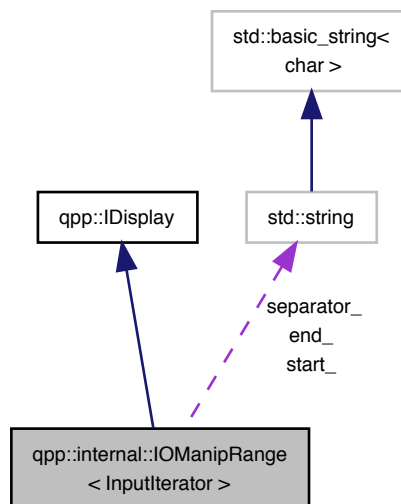 std::basic_string<
char >
qpp::IDisplay
std::string
separator_
end_
start_
qpp::internal::IOManipRange
< InputIterator >